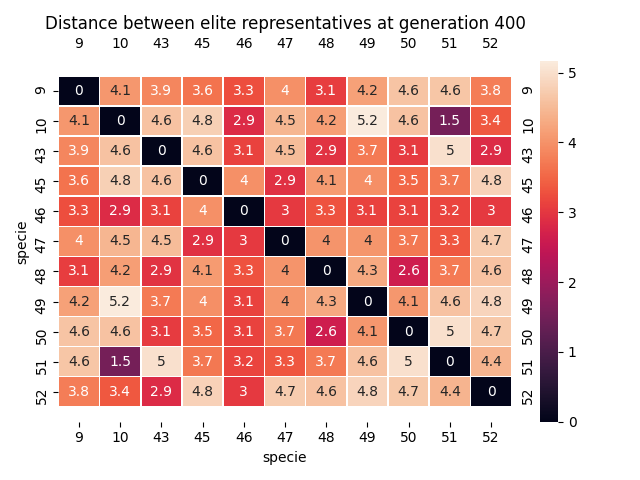 Distance between elite representatives at generation 400
9 10 43 45 46 47 48 49 50 51 52
9 0 4.1 3.9 3.6 3.3 4 3.1 4.2 4.6 4.6 3.8 9
10 4.1 0 4.6 4.8 2.9 4.5 4.2 5.2 4.6 1.5 3.4 10
43 3.9 4.6 0 4.6 3.1 4.5 2.9 3.7 3.1 5 2.9 43
45 3.6 4.8 4.6 0 4 2.9 4.1 4 3.5 3.7 4.8 45
46 3.3 2.9 3.1 4 0 3 3.3 3.1 3.1 3.2 3 46
47 4 4.5 4.5 2.9 3 0 4 4 3.7 3.3 4.7 47
48 3.1 4.2 2.9 4.1 3.3 4 0 4.3 2.6 3.7 4.6 48
49 4.2 5.2 3.7 4 3.1 4 4.3 0 4.1 4.6 4.8 49
50 4.6 4.6 3.1 3.5 3.1 3.7 2.6 4.1 0 5 4.7 50
51 4.6 1.5 5 3.7 3.2 3.3 3.7 4.6 5 0 4.4 51
52 3.8 3.4 2.9 4.8 3 4.7 4.6 4.8 4.7 4.4 0 52
9 10 43 45 46 47 48 49 50 51 52
specie
specie
5
4
3
2
1
0